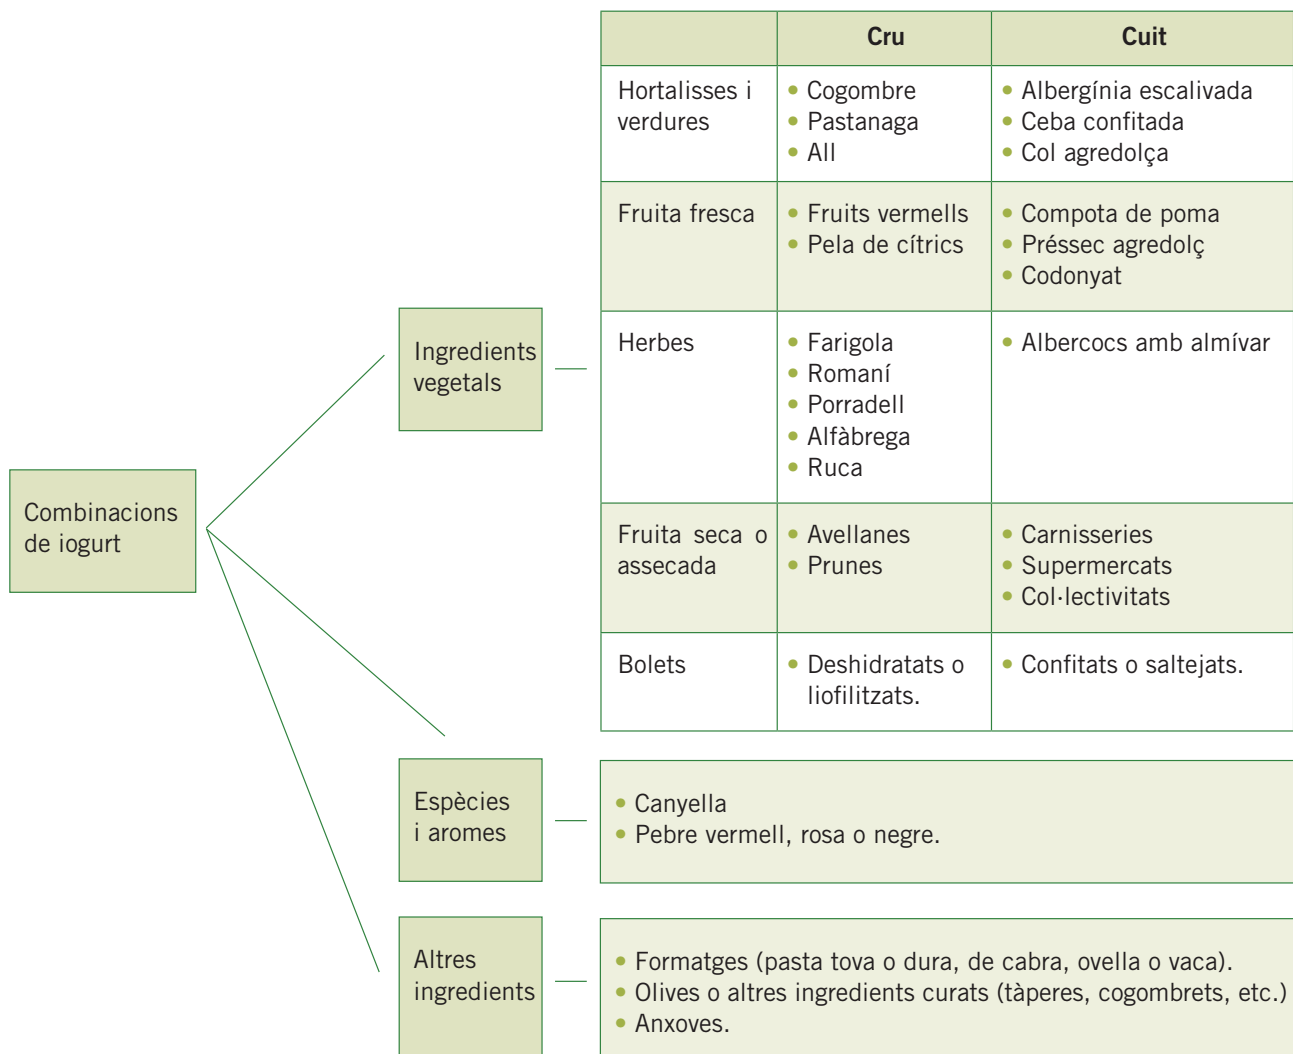 Cru
Cuit
Hortalisses i
verdures
• Cogombre
• Pastanaga
• All
• Albergínia escalivada
• Ceba confitada
• Col agredolça
Fruita fresca
• Fruits vermells
• Pela de cítrics
• Compota de poma
• Préssec agredolç
• Codonyat
Herbes
• Farigola
• Romaní
• Porradell
• Alfàbrega
• Ruca
• Albercocs amb almívar
Fruita seca o
assecada
• Avellanes
• Prunes
• Carnisseries
• Supermercats
• Col·lectivitats
Bolets
• Deshidratats o
liofilitzats.
• Confitats o saltejats.
Ingredients
vegetals
Combinacions
de iogurt
Espècies
i aromes
• Canyella
• Pebre vermell, rosa o negre.
Altres
ingredients
• Formatges (pasta tova o dura, de cabra, ovella o vaca).
• Olives o altres ingredients curats (tàperes, cogombrets, etc.)
• Anxoves.